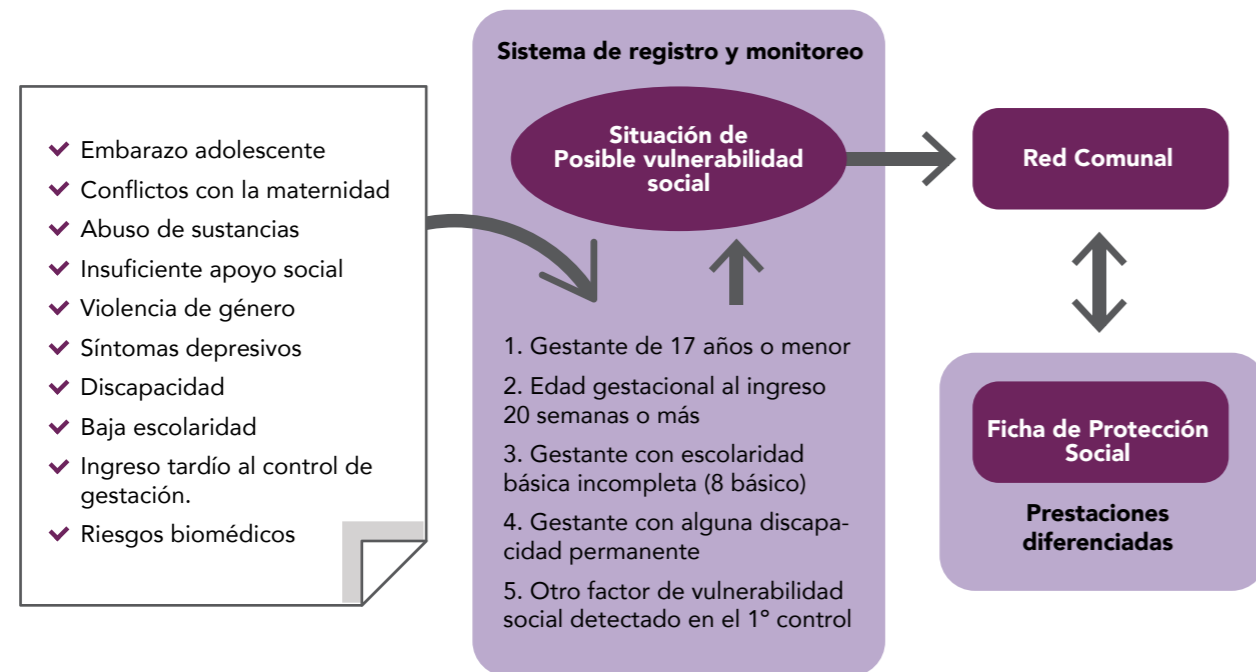 Embarazo adolescente
Conflictos con la maternidad
Abuso de sustancias
Insuficiente apoyo social
Violencia de género
Síntomas depresivos
Discapacidad
Baja escolaridad
Ingreso tardío al control de
gestación.
Riesgos biomédicos
Sistema de registro y monitoreo
Situación de
Posible vulnerabilidad
social
1. Gestante de 17 años o menor
2. Edad gestacional al ingreso
20 semanas o más
3. Gestante con escolaridad
básica incompleta (8 básico)
4. Gestante con alguna discapa-
cidad permanente
5. Otro factor de vulnerabilidad
social detectado en el 1º control
Red Comunal
Ficha de Protección
Social
Prestaciones
diferenciadas